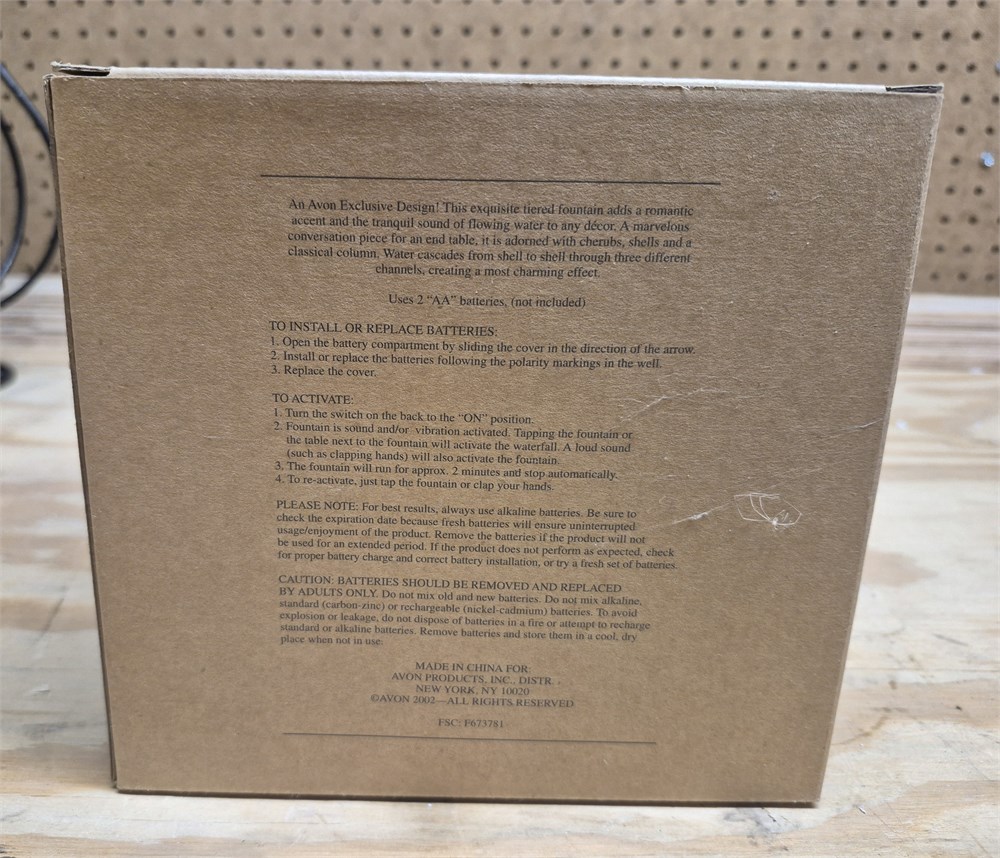 An Avon Exclusive Design! This exquisite tiered fountain adds a romantic
accent and the tranquil sound of flowing water to any décor. A marvelous
conversation piece for an end table, it is adorned with cherubs, shells and a
classical column. Water cascades from shell to shell through three different
channels, creating a most charming effect.
Uses 2 “AA” batteries, (not included)
TO INSTALL OR REPLACE BATTERIES:
1. Open the battery compartment by sliding the cover in the direction of the arrow.
2. Install or replace the batteries following the polarity markings in the well.
3. Replace the cover.
TO ACTIVATE:
1. Turn the switch on the back to the “ON” position.
2. Fountain is sound and/or vibration activated. Tapping the fountain or
the table next to the fountain will activate the waterfall. A loud sound
(such as clapping hands) will also activate the fountain.
3. The fountain will run for approx. 2 minutes and stop automatically.
4. To re-activate, just tap the fountain or clap your hands.
PLEASE NOTE: For best results, always use alkaline batteries. Be sure to
check the expiration date because fresh batteries will ensure uninterrupted
usage/enjoyment of the product. Remove the batteries if the product will not
be used for an extended period. If the product does not perform as expected, check
for proper battery charge and correct battery installation, or try a fresh set of batteries.
CAUTION: BATTERIES SHOULD BE REMOVED AND REPLACED
BY ADULTS ONLY. Do not mix old and new batteries. Do not mix alkaline,
standard (carbon-zinc) or rechargeable (nickel-cadmium) batteries. To avoid
explosion or leakage, do not dispose of batteries in a fire or attempt to recharge
standard or alkaline batteries. Remove batteries and store them in a cool, dry
place when not in use.
MADE IN CHINA FOR:
AVON PRODUCTS, INC., DISTR.
NEW YORK, NY 10020
©AVON 2002—ALL RIGHTS RESERVED
FSC: F673781